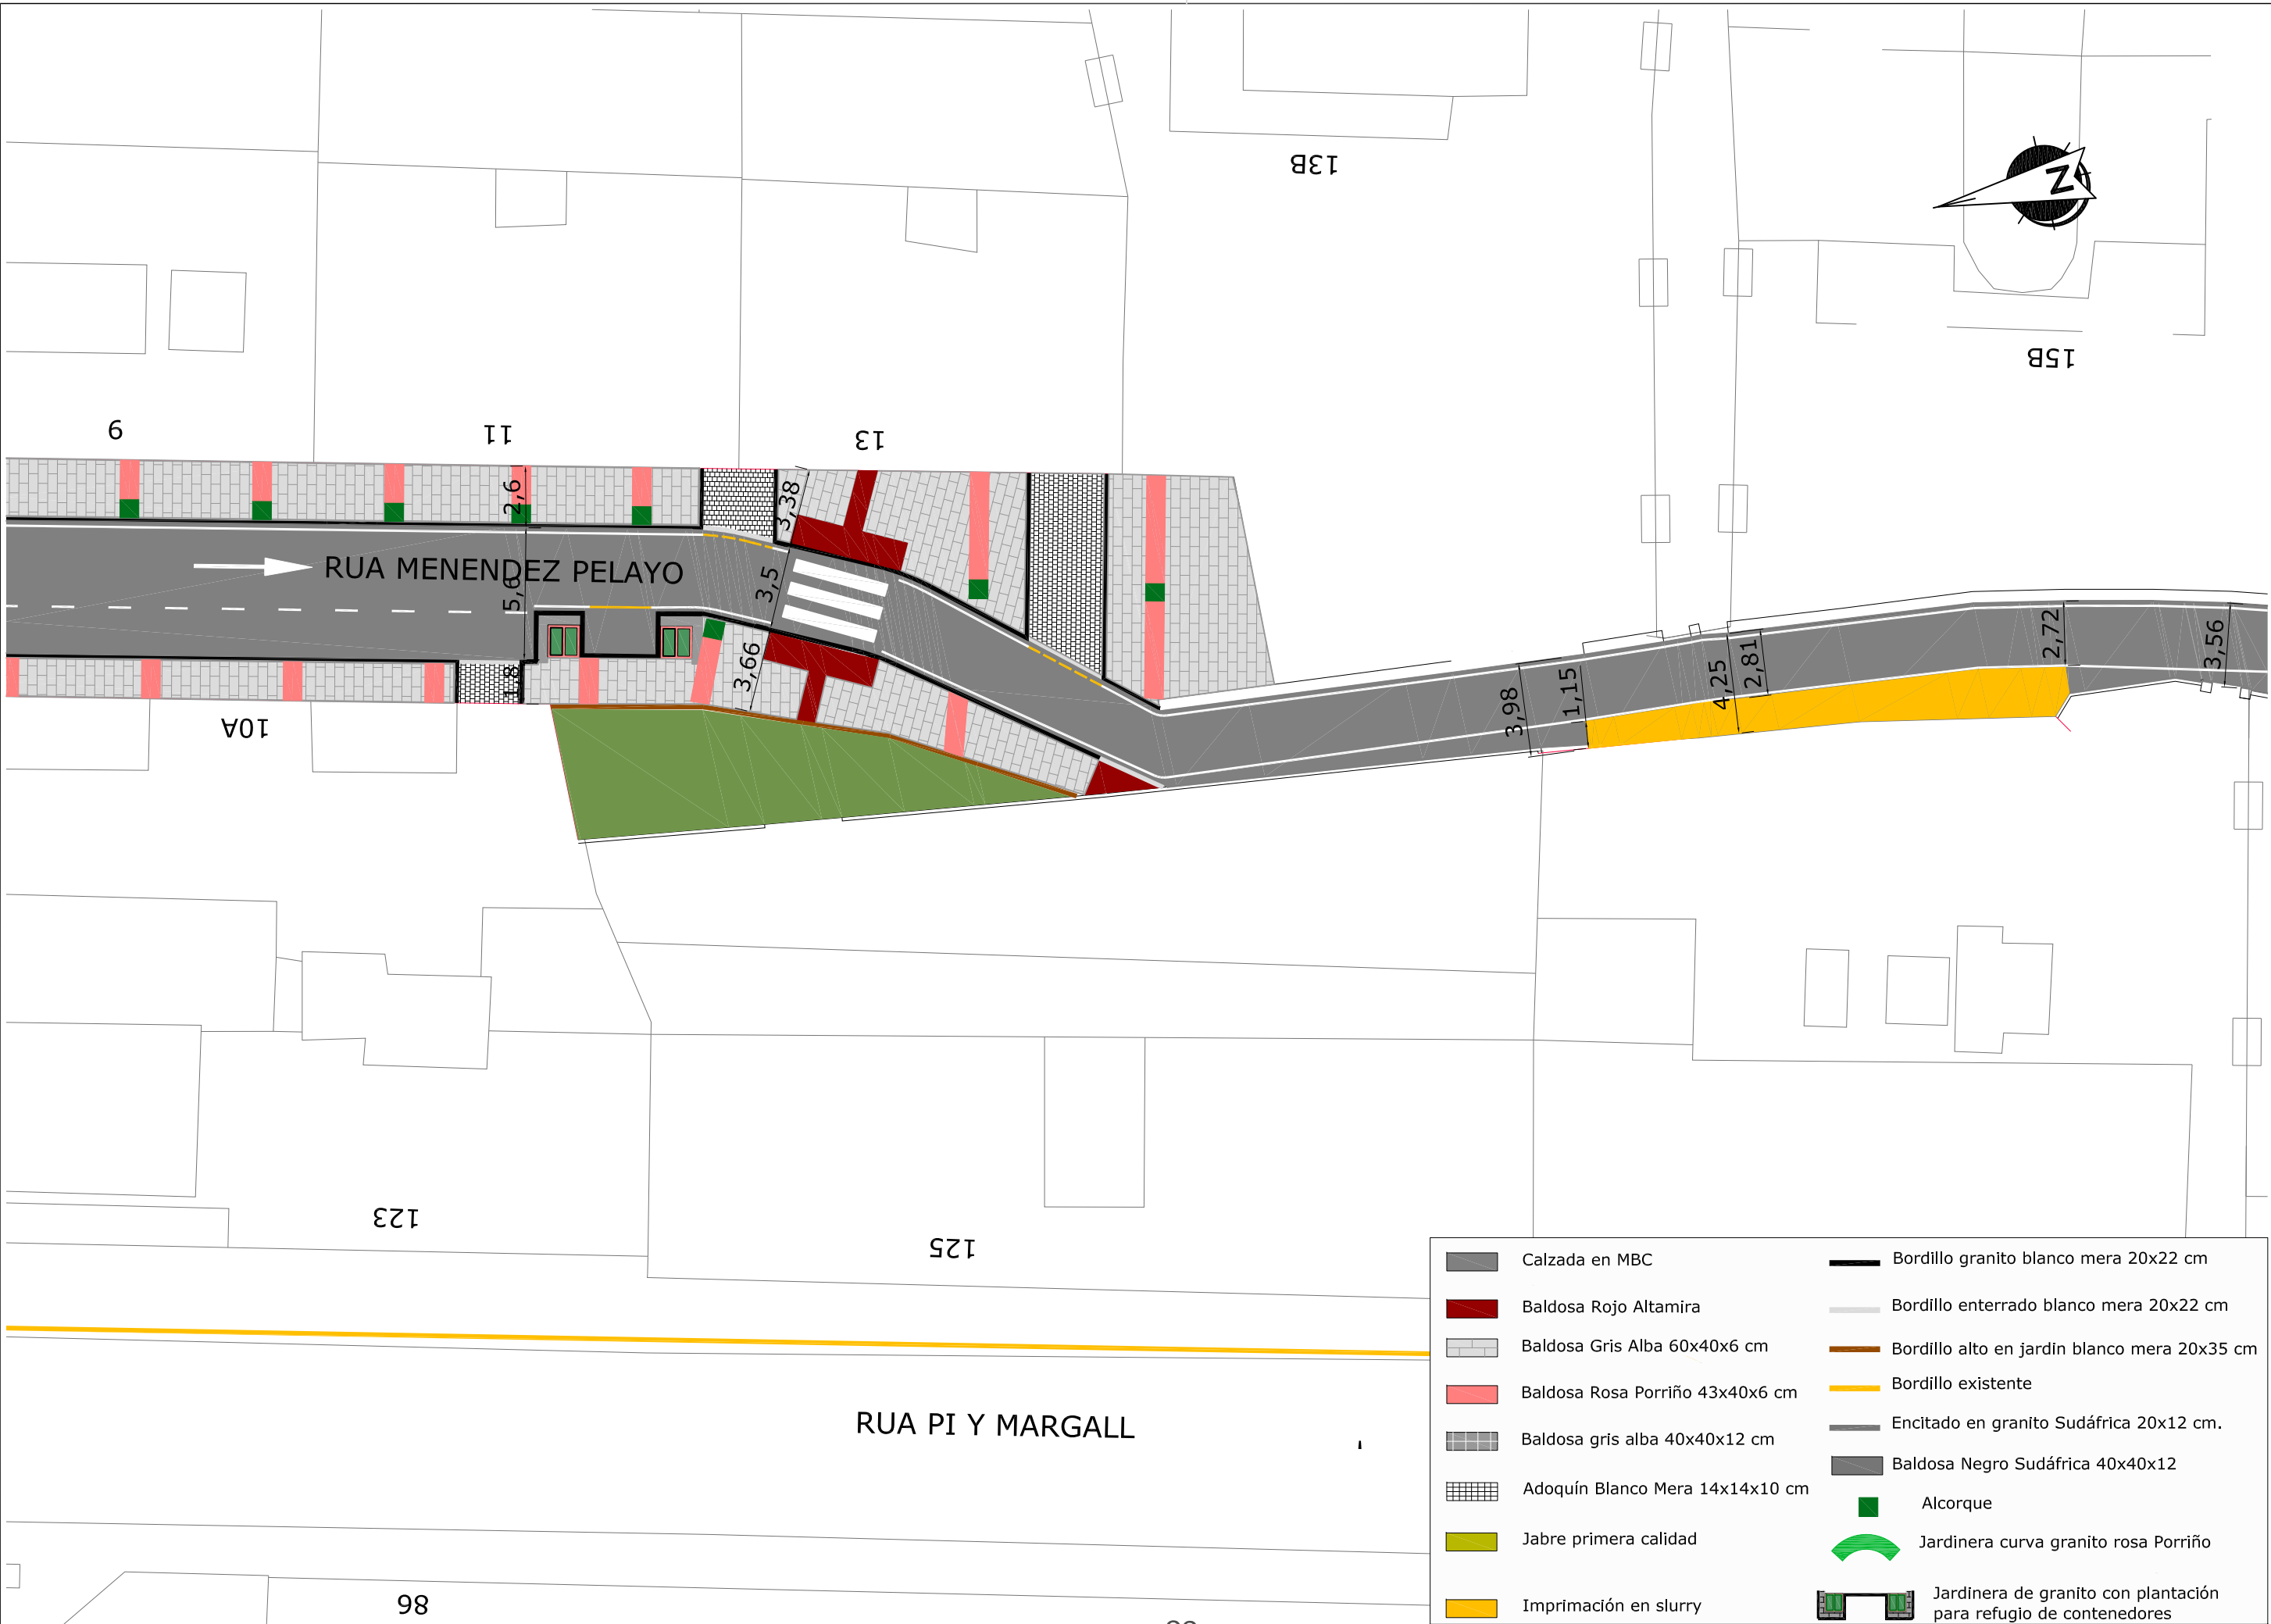 13B
N
15B
9
11
13
2,6
3,38
RUA MENENDEZ PELAYO
5,6
3,5
1,8
3,66
10A
3,98
1,15
4,25
2,81
2,72
3,56
123
125
RUA PI Y MARGALL
98
Calzada en MBC
Baldosa Rojo Altamira
Baldosa Gris Alba 60x40x6 cm
Baldosa Rosa Porriño 43x40x6 cm
Baldosa gris alba 40x40x12 cm
Adoquín Blanco Mera 14x14x10 cm
Jabre primera calidad
Imprimación en slurry
Bordillo granito blanco mera 20x22 cm
Bordillo enterrado blanco mera 20x22 cm
Bordillo alto en jardin blanco mera 20x35 cm
Bordillo existente
Encitado en granito Sudáfrica 20x12 cm.
Baldosa Negro Sudáfrica 40x40x12
Alcorque
Jardinera curva granito rosa Porriño
Jardinera de granito con plantación
para refugio de contenedores